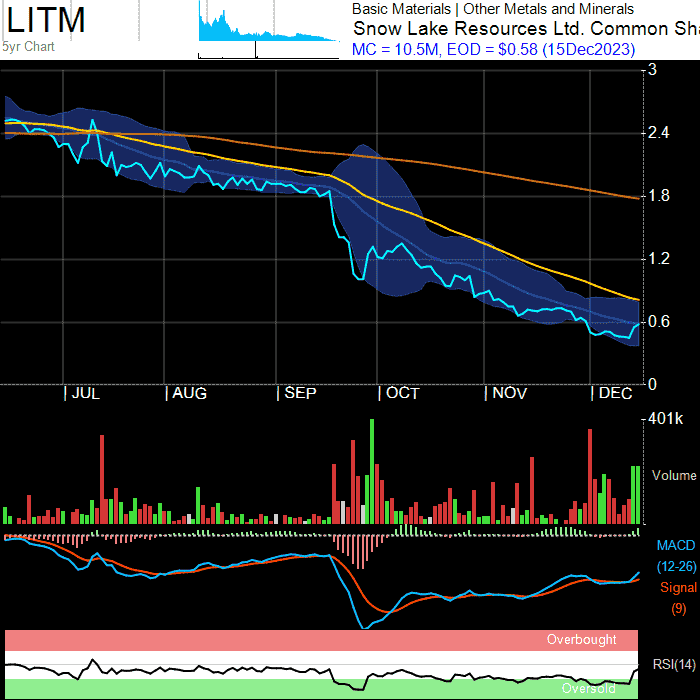 LITM
5yr Chart
Basic Materials | Other Metals and Minerals
Snow Lake Resources Ltd. Common Sha
MC = 10.5M, EOD = $0.58 (15Dec2023)
3
2.4
1.8
1.2
0.6
0
| JUL | AUG | SEP | OCT | NOV | DEC
401k
Volume
MACD
(12-26)
Signal
(9)
Overbought
RSI(14)
Oversold